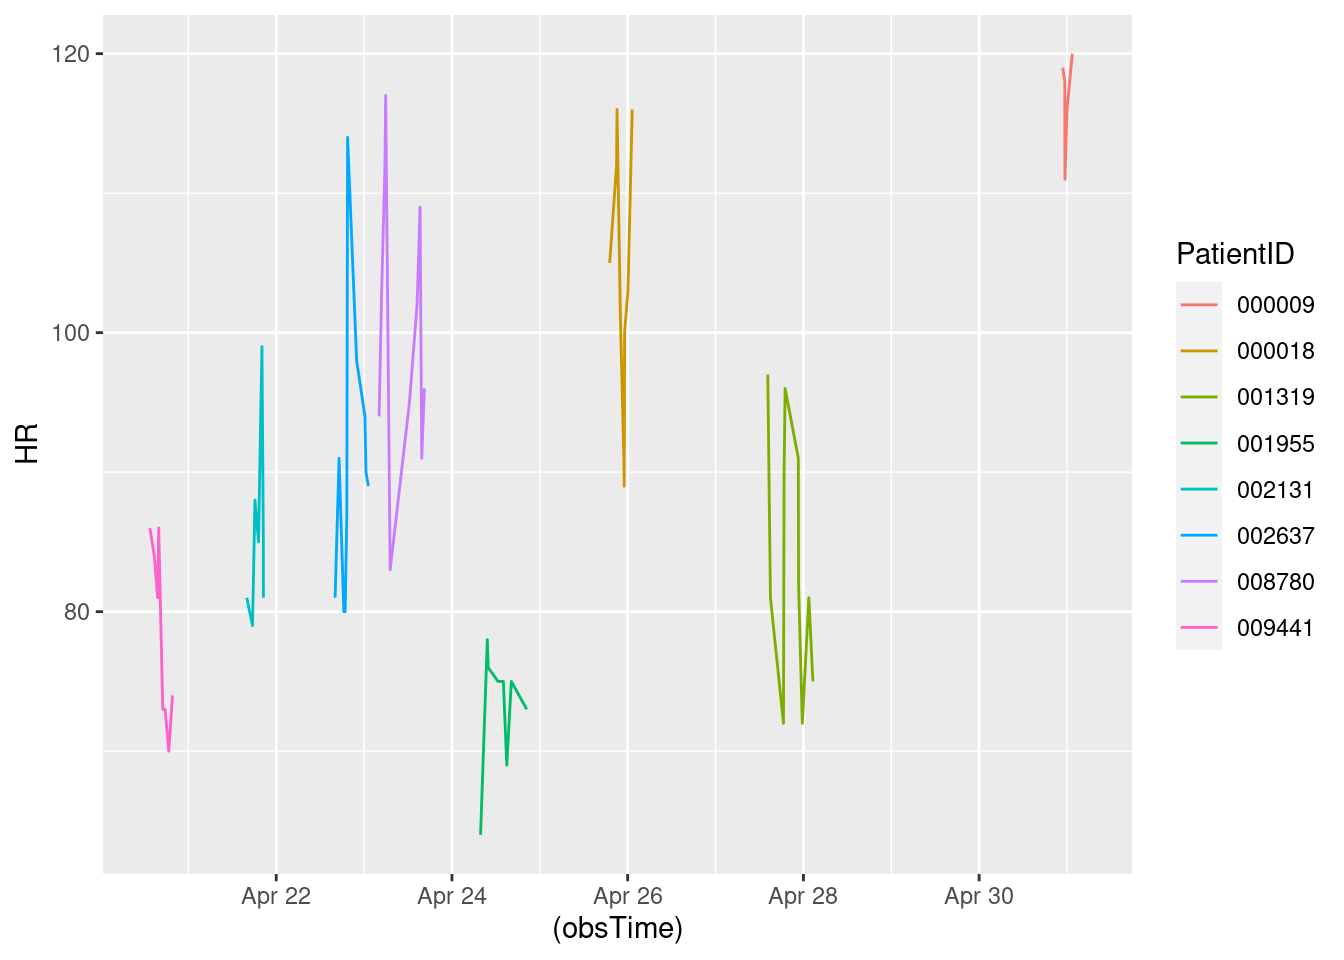 120
100
80
HR
Apr 22
Apr 24
Apr 26
Apr 28
Apr 30
(obsTime)
PatientID
000009
000018
001319
001955
002131
002637
008780
009441